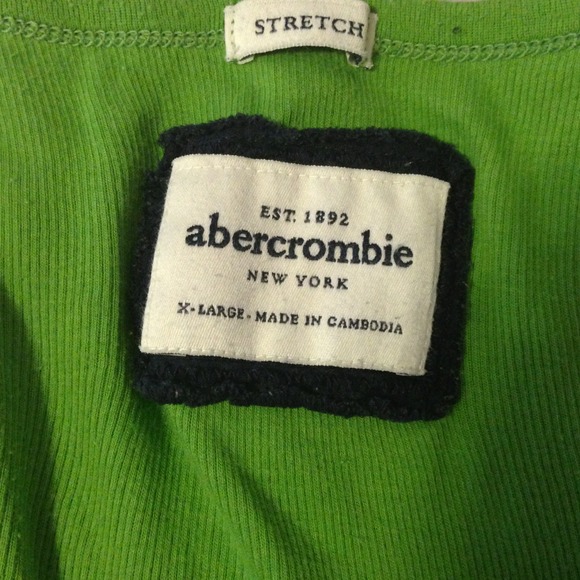 STRETCH
EST. 1892
abercrombie
NEW YORK
X-LARGE - MADE IN CAMBODIA